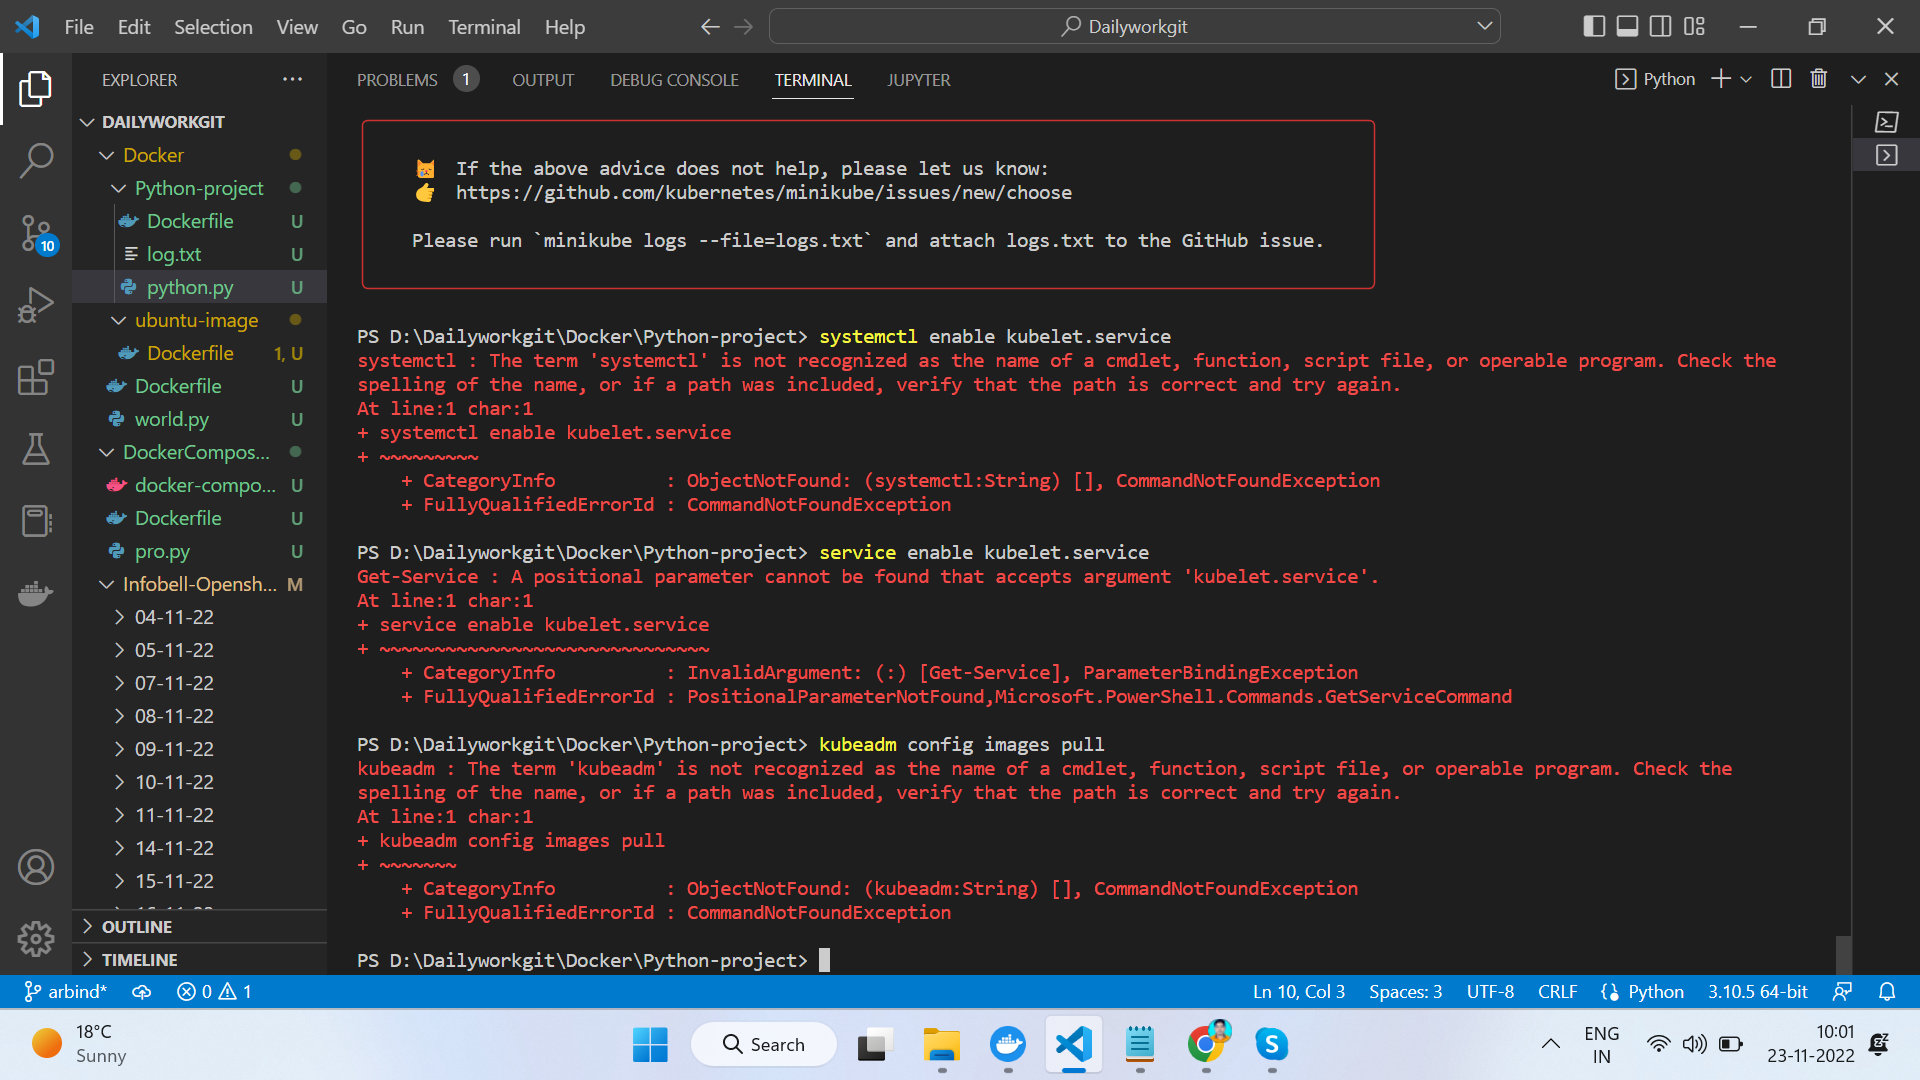 File Edit Selection View Go Run Terminal Help
Dailyworkgit
EXPLORER
DAILYWORKGIT
Docker
Python-project
Dockerfile U
log.txt U
python.py U
ubuntu-image
Dockerfile 1, U
Dockerfile U
world.py U
DockerCompos...
docker-compo... U
Dockerfile U
pro.py U
Infobell-Opensh... M
04-11-22
05-11-22
07-11-22
08-11-22
09-11-22
10-11-22
11-11-22
14-11-22
15-11-22
OUTLINE
TIMELINE
10
PROBLEMS 1 OUTPUT DEBUG CONSOLE TERMINAL JUPYTER
Python
If the above advice does not help, please let us know:
https://github.com/kubernetes/minikube/issues/new/choose
Please run `minikube logs --file=logs.txt` and attach logs.txt to the GitHub issue.
PS D:\Dailyworkgit\Docker\Python-project> systemctl enable kubelet.service
systemctl : The term 'systemctl' is not recognized as the name of a cmdlet, function, script file, or operable program. Check the
spelling of the name, or if a path was included, verify that the path is correct and try again.
At line:1 char:1
+ systemctl enable kubelet.service
+ ~~~~~~~~~
+ CategoryInfo : ObjectNotFound: (systemctl:String) [], CommandNotFoundException
+ FullyQualifiedErrorId : CommandNotFoundException
PS D:\Dailyworkgit\Docker\Python-project> service enable kubelet.service
Get-Service : A positional parameter cannot be found that accepts argument 'kubelet.service'.
At line:1 char:1
+ service enable kubelet.service
+ ~~~~~~~~~~~~~~~~~~~~~~~~~~~~~~
+ CategoryInfo : InvalidArgument: (:) [Get-Service], ParameterBindingException
+ FullyQualifiedErrorId : PositionalParameterNotFound,Microsoft.PowerShell.Commands.GetServiceCommand
PS D:\Dailyworkgit\Docker\Python-project> kubeadm config images pull
kubeadm : The term 'kubeadm' is not recognized as the name of a cmdlet, function, script file, or operable program. Check the
spelling of the name, or if a path was included, verify that the path is correct and try again.
At line:1 char:1
+ kubeadm config images pull
+ ~~~~~~~
+ CategoryInfo : ObjectNotFound: (kubeadm:String) [], CommandNotFoundException
+ FullyQualifiedErrorId : CommandNotFoundException
PS D:\Dailyworkgit\Docker\Python-project>
arbind* 0 1 Ln 10, Col 3 Spaces: 3 UTF-8 CRLF Python 3.10.5 64-bit
18°C
Sunny
Search
ENG
IN
10:01
23-11-2022